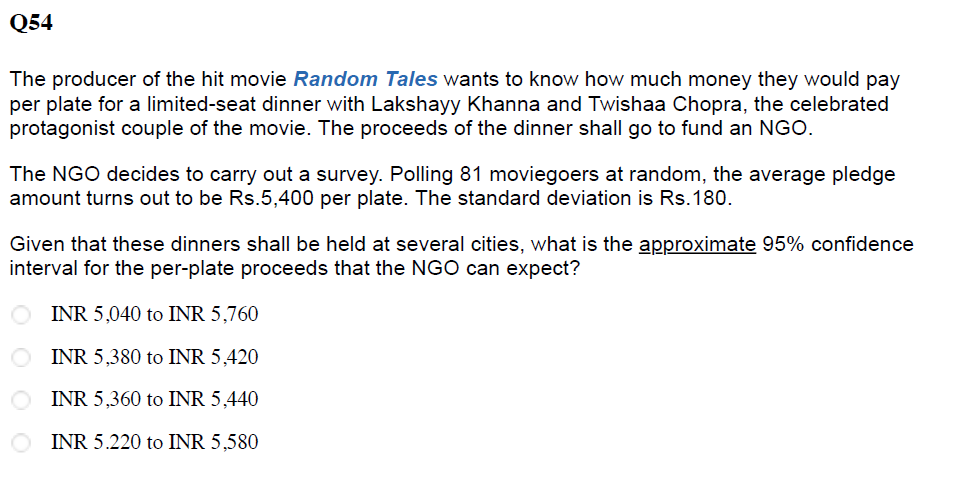 Q54
The producer of the hit movie Random Tales wants to know how much money they would pay
per plate for a limited-seat dinner with Lakshayy Khanna and Twishaa Chopra, the celebrated
protagonist couple of the movie. The proceeds of the dinner shall go to fund an NGO.
The NGO decides to carry out a survey. Polling 81 moviegoers at random, the average pledge
amount turns out to be Rs.5,400 per plate. The standard deviation is Rs.180.
Given that these dinners shall be held at several cities, what is the approximate 95% confidence
interval for the per-plate proceeds that the NGO can expect?
INR 5,040 to INR 5,760
INR 5,380 to INR 5,420
INR 5,360 to INR 5,440
INR 5.220 to INR 5,580